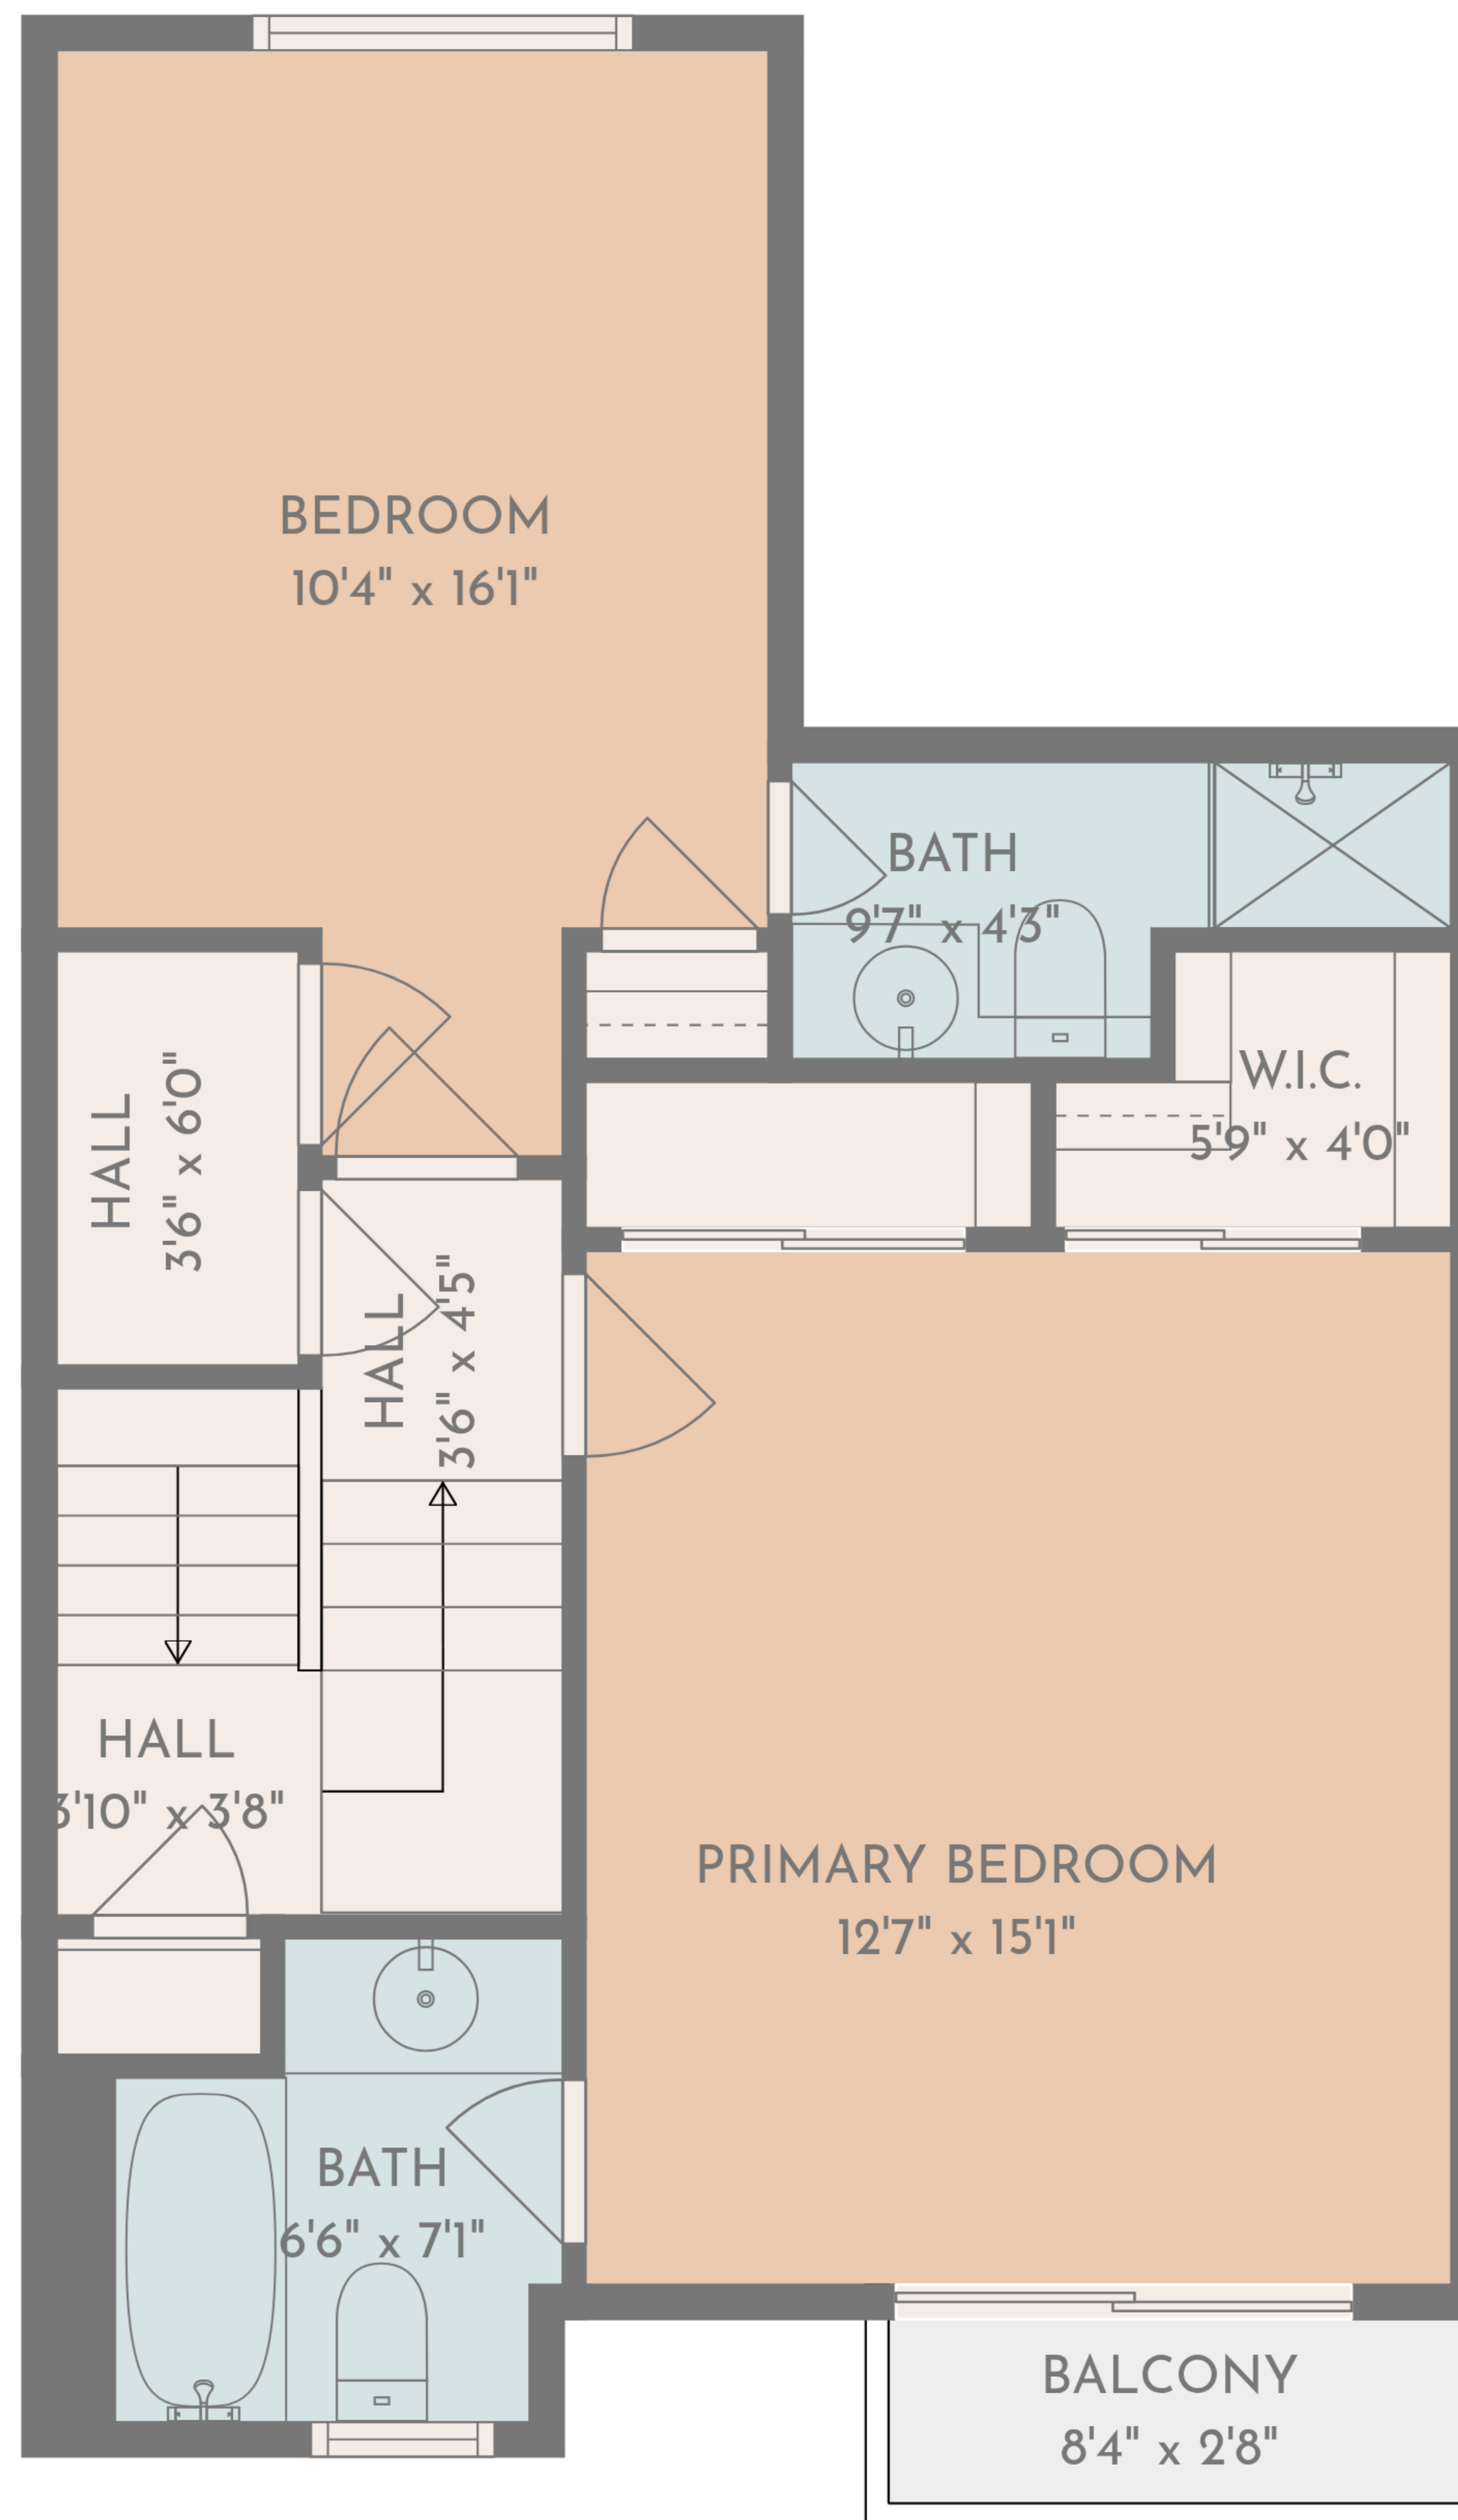 BEDROOM
10'4" x 16'1"
BATH
9'7" x 4'3"
W.I.C.
5'9" x 4'0"
HALL
3'6" x 6'0"
HALL
3'6" x 4'5"
HALL
3'10" x 3'8"
PRIMARY BEDROOM
12'7" x 15'1"
BATH
6'6" x 7'1"
BALCONY
8'4" x 2'8"